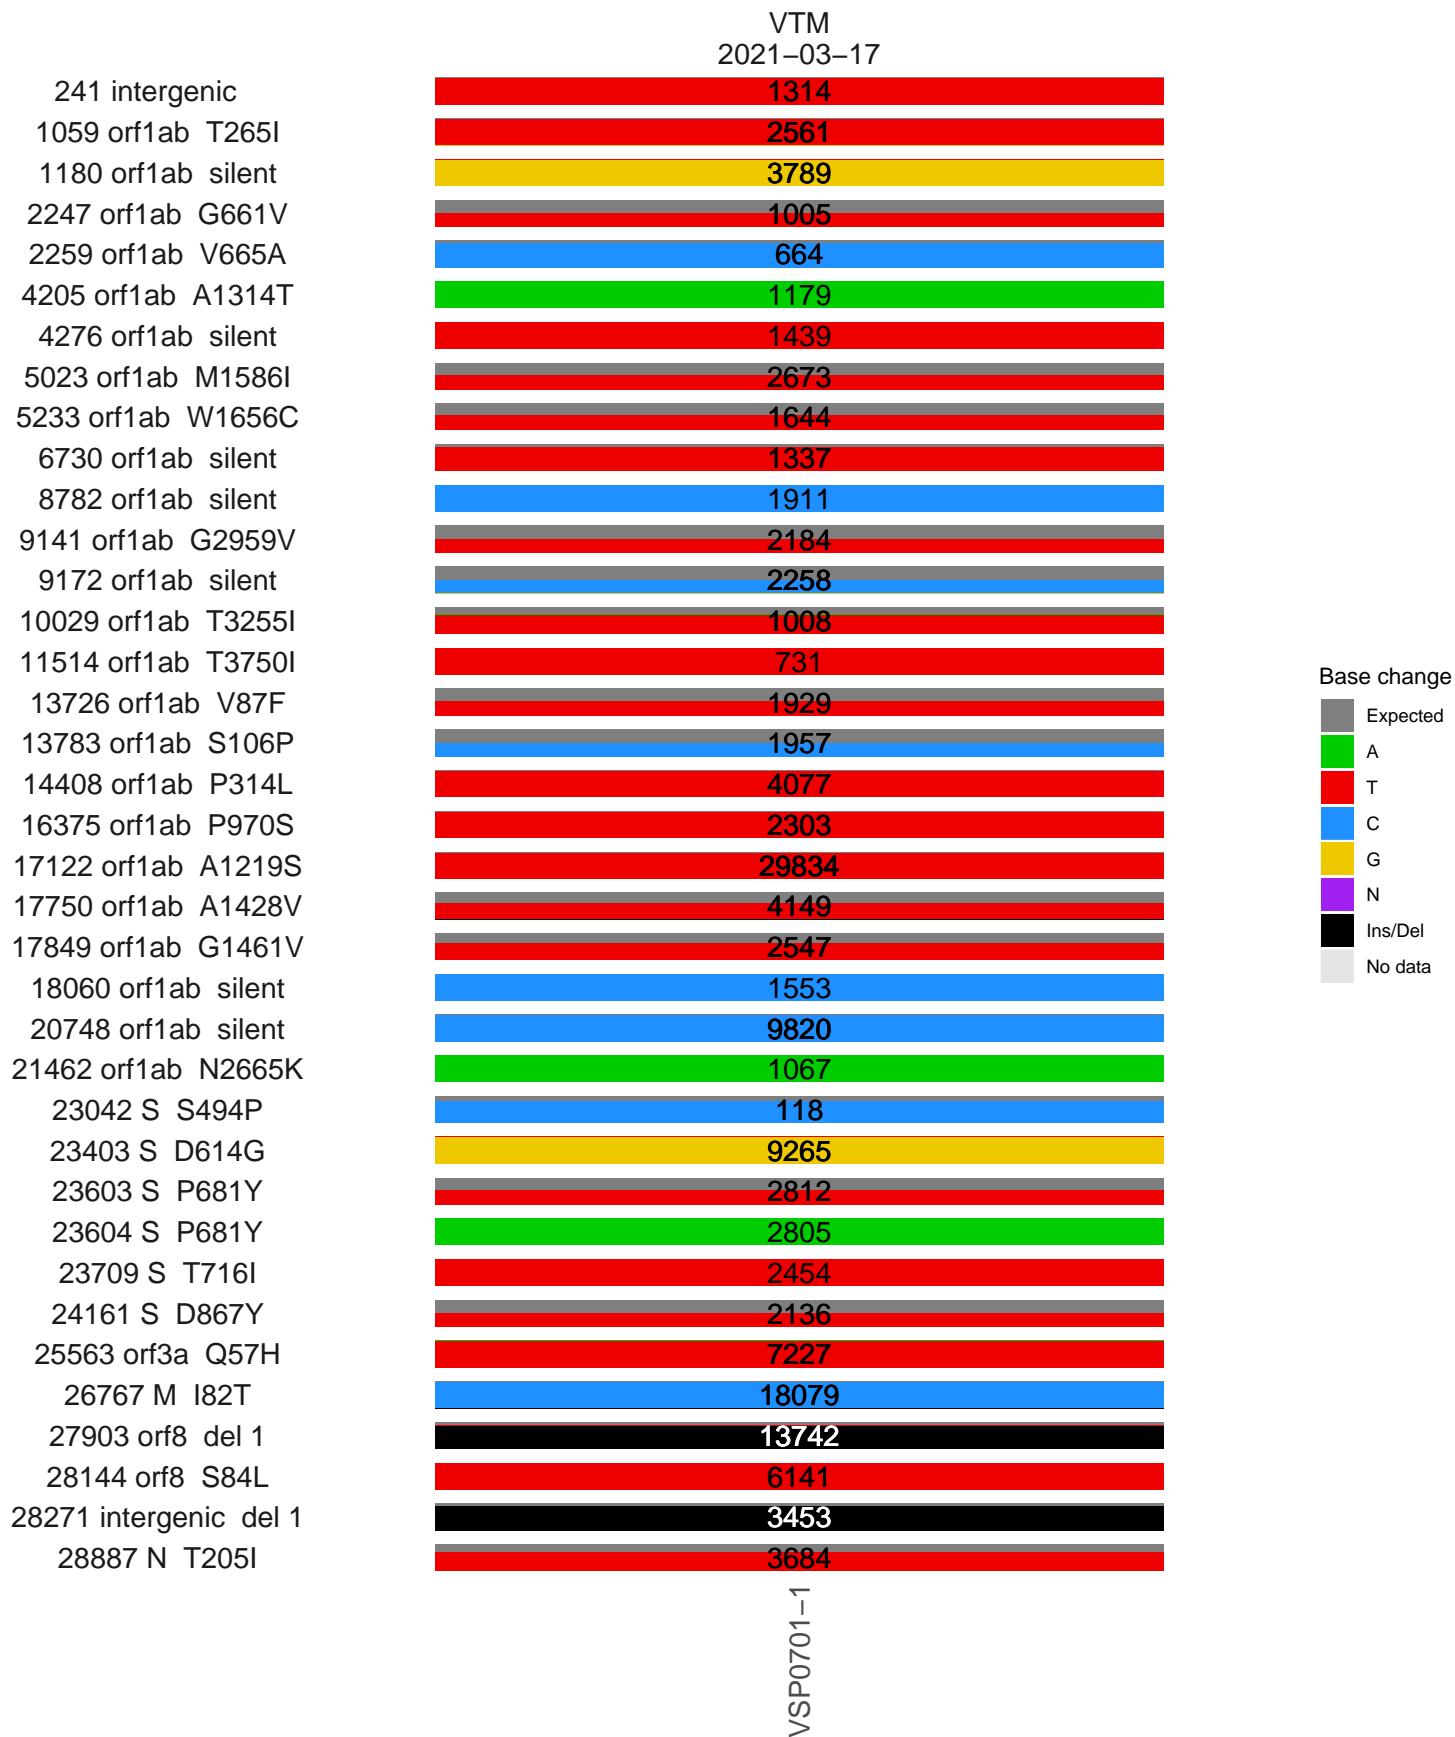 VTM
2021−03−17
241 intergenic 1314
1059 orf1ab T265I 2561
1180 orf1ab silent 3789
2247 orf1ab G661V 1005
2259 orf1ab V665A 664
4205 orf1ab A1314T 1179
4276 orf1ab silent 1439
5023 orf1ab M1586I 2673
5233 orf1ab W1656C 1644
6730 orf1ab silent 1337
8782 orf1ab silent 1911
9141 orf1ab G2959V 2184
9172 orf1ab silent 2258
10029 orf1ab T3255I 1008
11514 orf1ab T3750I 731
13726 orf1ab V87F 1929
13783 orf1ab S106P 1957
14408 orf1ab P314L 4077
16375 orf1ab P970S 2303
17122 orf1ab A1219S 29834
17750 orf1ab A1428V 4149
17849 orf1ab G1461V 2547
18060 orf1ab silent 1553
20748 orf1ab silent 9820
21462 orf1ab N2665K 1067
23042 S S494P 118
23403 S D614G 9265
23603 S P681Y 2812
23604 S P681Y 2805
23709 S T716I 2454
24161 S D867Y 2136
25563 orf3a Q57H 7227
26767 M I82T 18079
27903 orf8 del 1 13742
28144 orf8 S84L 6141
28271 intergenic del 1 3453
28887 N T205I 3684
VSP0701−1
Base change
Expected
A
T
C
G
N
Ins/Del
No data